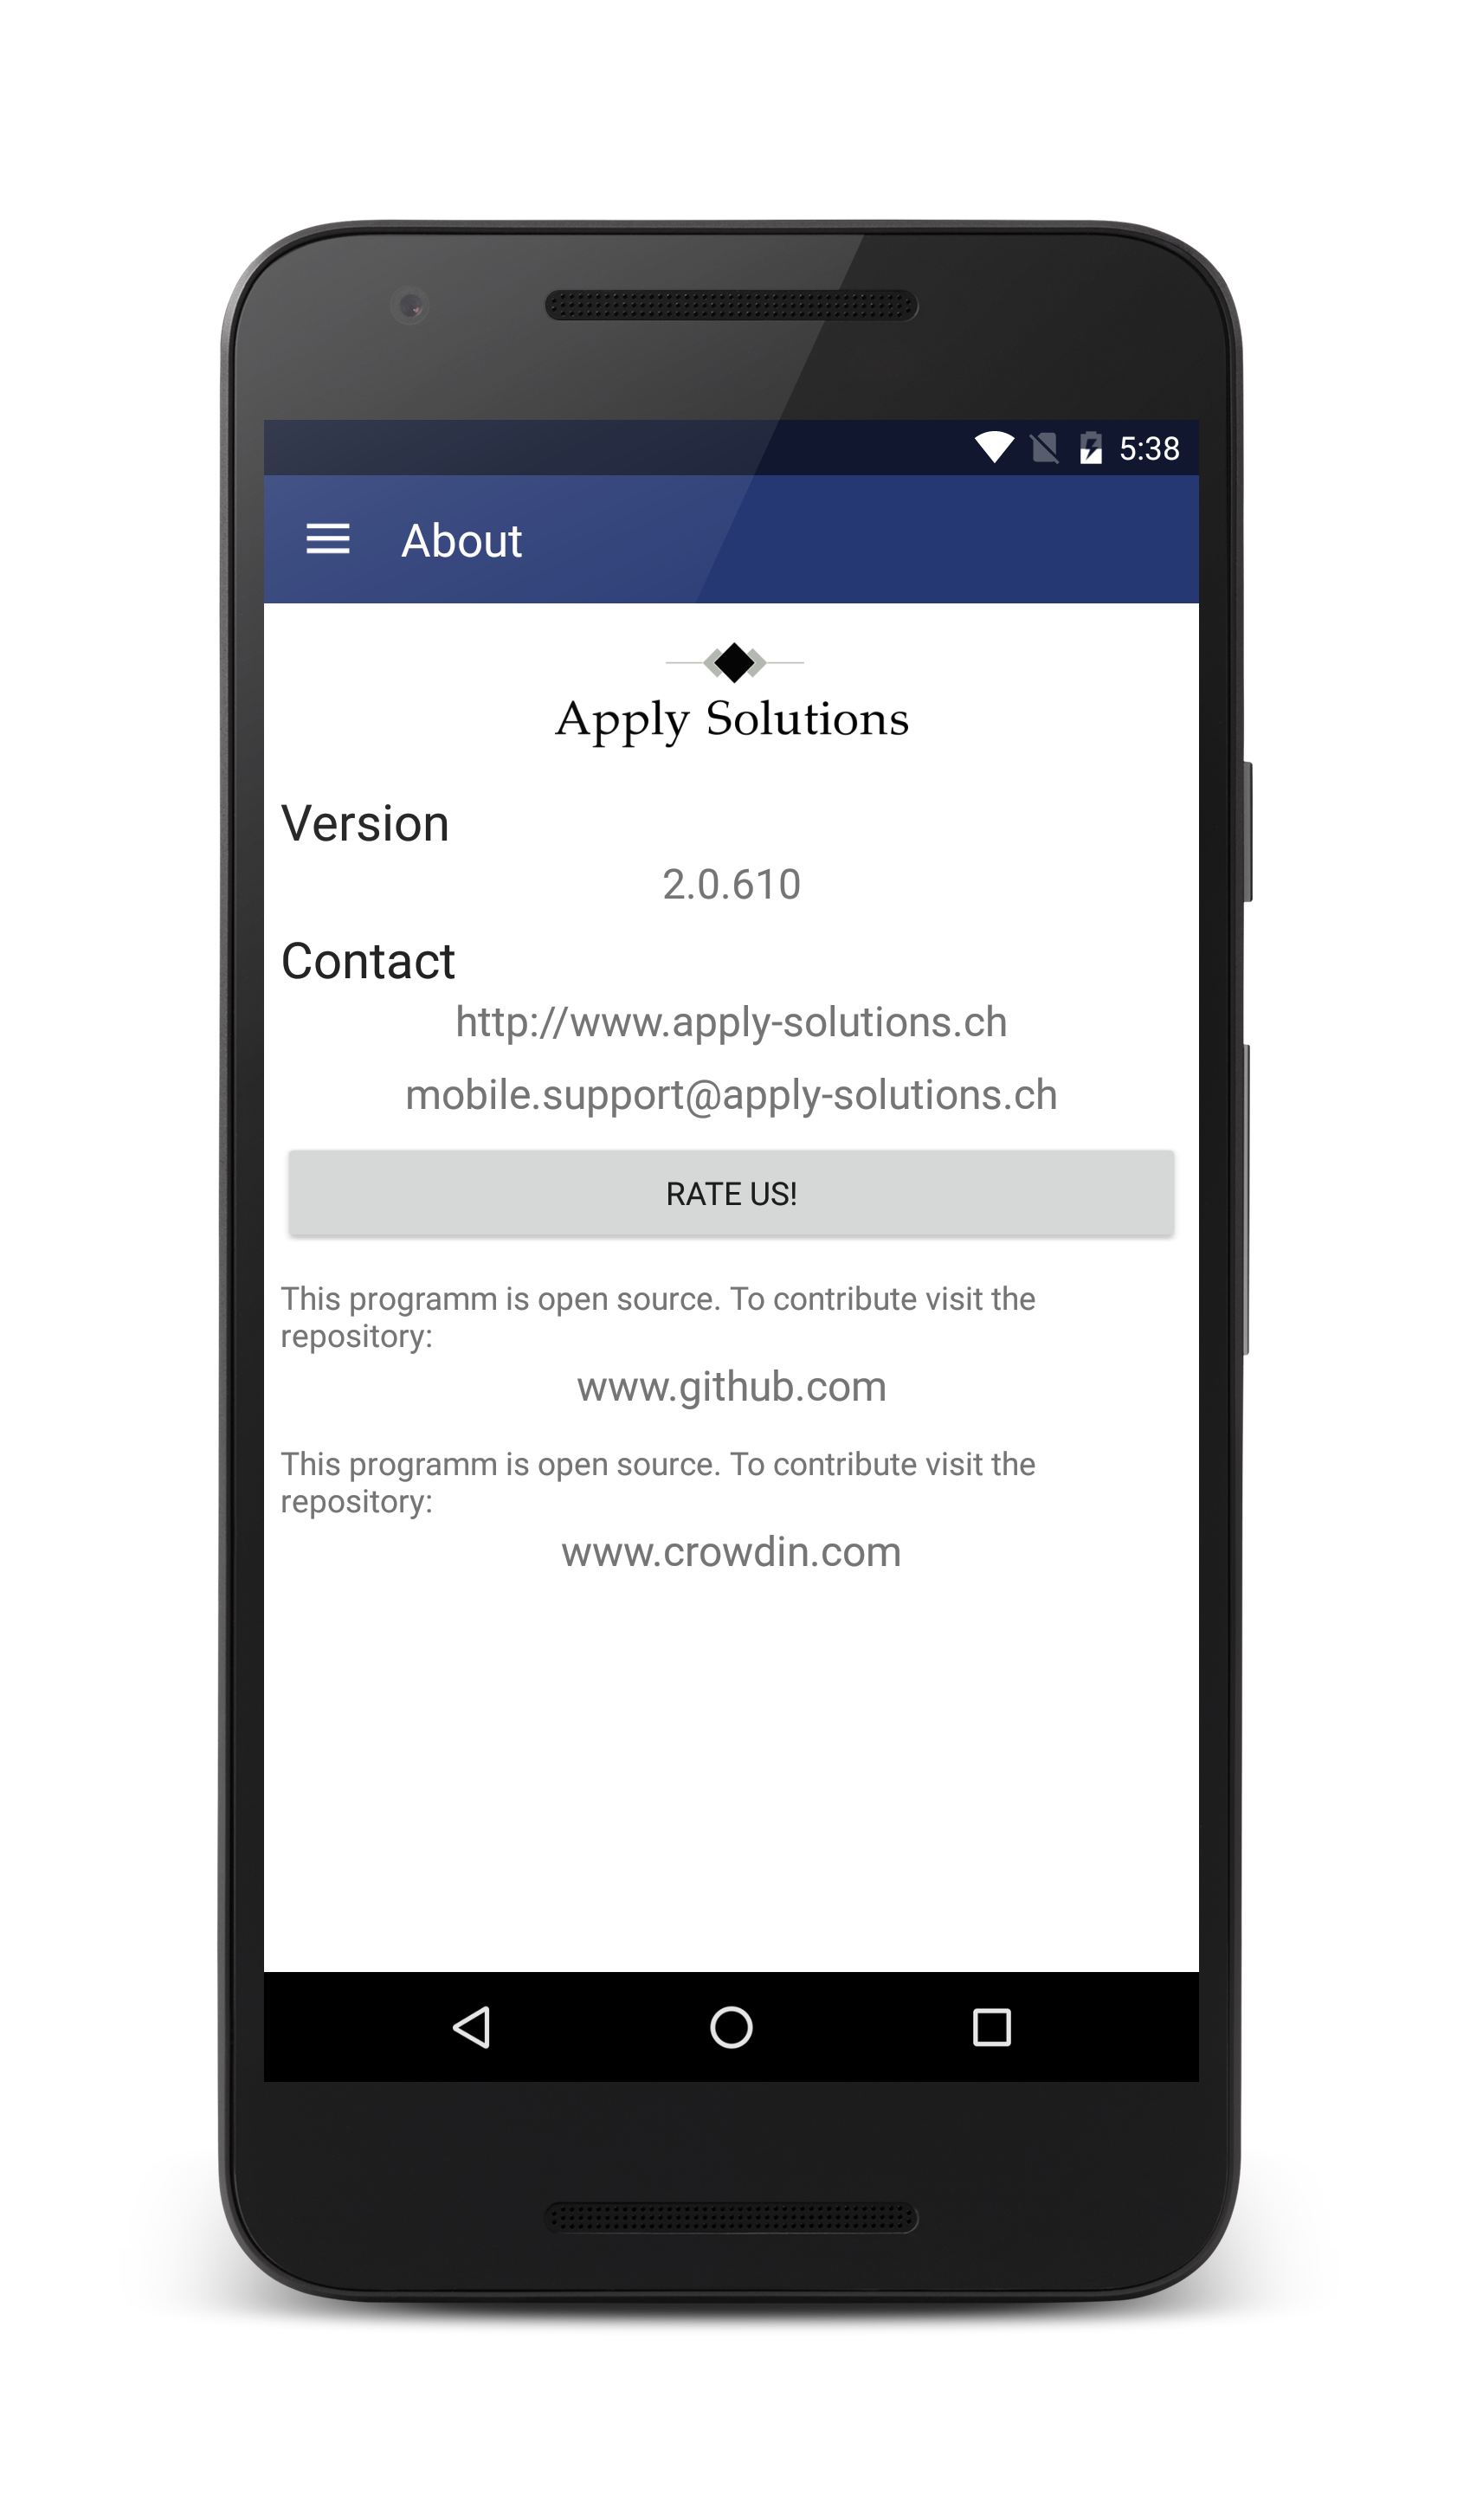 5:38
About
Apply Solutions
Version
2.0.610
Contact
http://www.apply-solutions.ch
mobile.support@apply-solutions.ch
RATE US!
This programm is open source. To contribute visit the
repository:
www.github.com
This programm is open source. To contribute visit the
repository:
www.crowdin.com